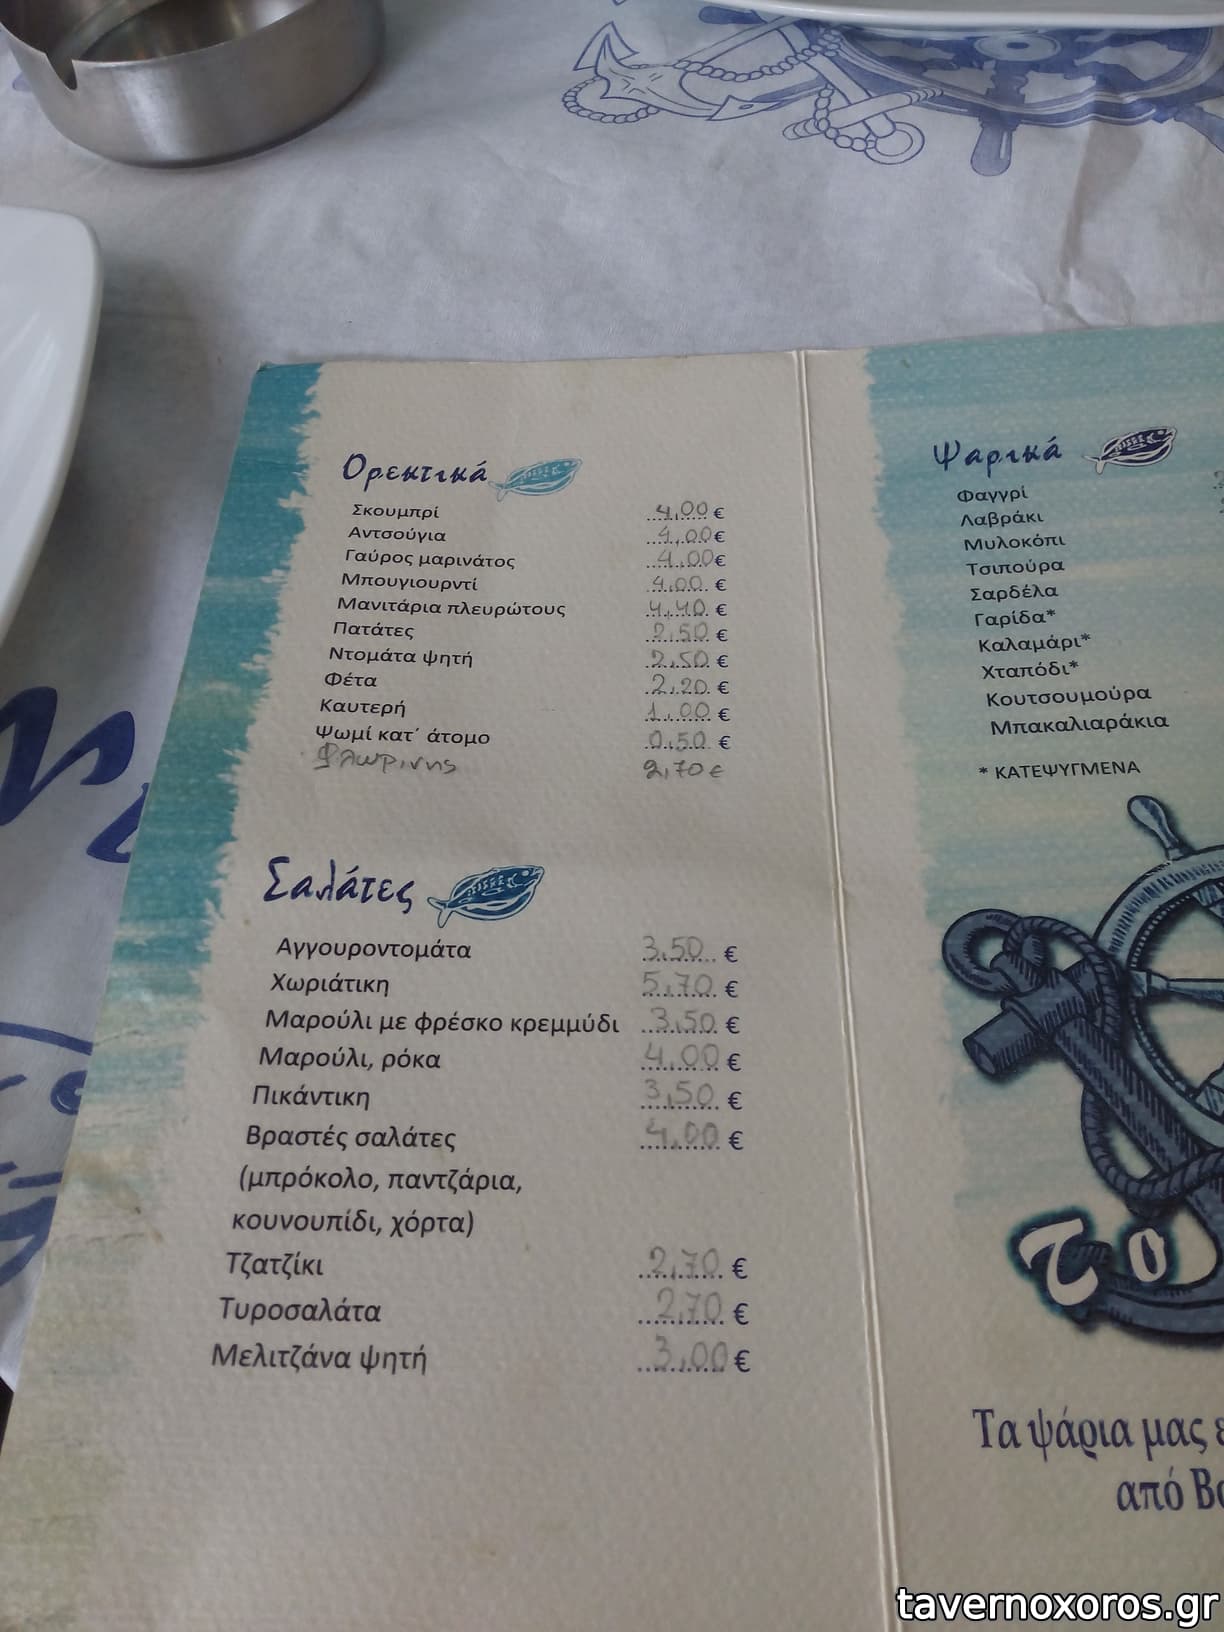 Ορεκτικά
Σκουμπρί 4,00 €
Αντσούγια 4,00 €
Γαύρος μαρινάτος 4,00 €
Μπουγιουρντί 4,00 €
Μανιτάρια πλευρώτους 4,40 €
Πατάτες 2,50 €
Ντομάτα ψητή 2,50 €
Φέτα 2,20 €
Καυτερή 1,00 €
Ψωμί κατ΄ άτομο 0,50 €
Φλωρινης 2,70 €
Σαλάτες
Αγγουροντομάτα 3,50 €
Χωριάτικη 5,70 €
Μαρούλι με φρέσκο κρεμμύδι 3,50 €
Μαρούλι, ρόκα 4,00 €
Πικάντικη 3,50 €
Βραστές σαλάτες 4,00 €
(μπρόκολο, παντζάρια,
κουνουπίδι, χόρτα)
Τζατζίκι 2,70 €
Τυροσαλάτα 2,70 €
Μελιτζάνα ψητή 3,00 €
Ψαρικά
Φαγγρί
Λαβράκι
Μυλοκόπι
Τσιπούρα
Σαρδέλα
Γαρίδα*
Καλαμάρι*
Χταπόδι*
Κουτσουμούρα
Μπακαλιαράκια
* ΚΑΤΕΨΥΓΜΕΝΑ
το
Τα ψάρια μας
από
tavernoxoros.gr